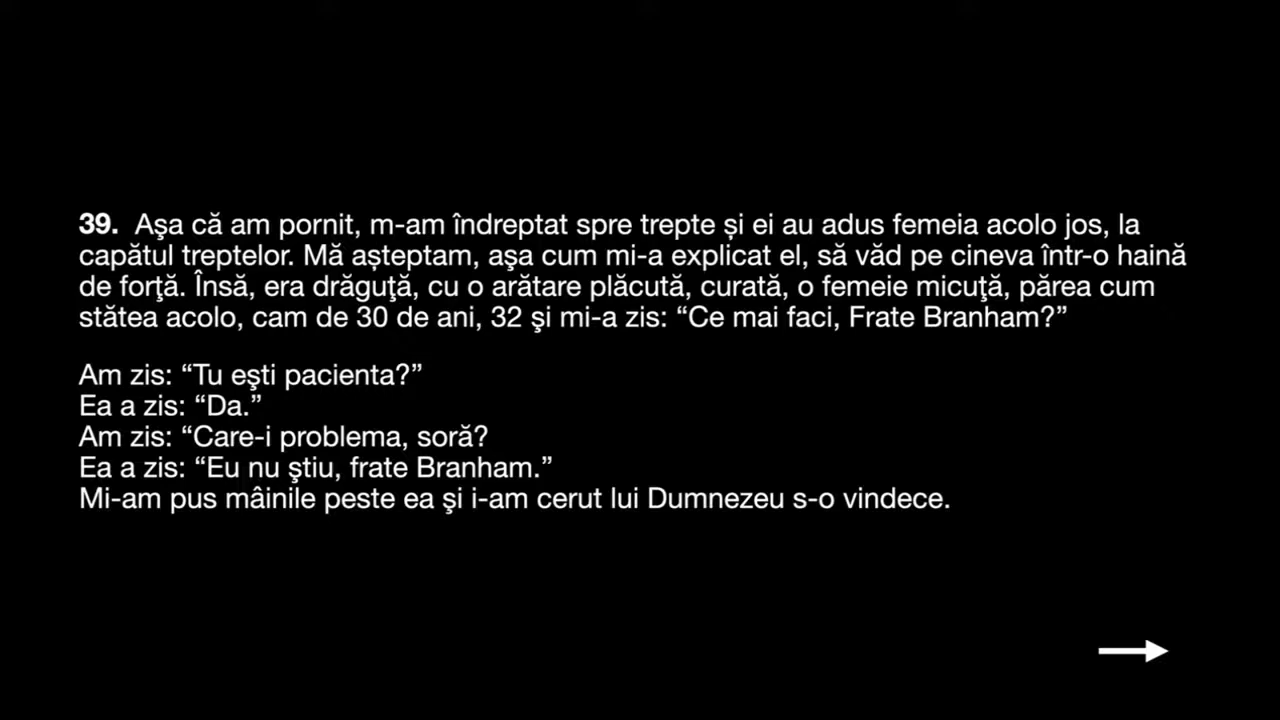 39. Aşa că am pornit, m-am îndreptat spre trepte și ei au adus femeia acolo jos, la
capătul treptelor. Mă așteptam, aşa cum mi-a explicat el, să văd pe cineva într-o haină
de forţă. Însă, era drăguţă, cu o arătare plăcută, curată, o femeie micuţă, părea cum
stătea acolo, cam de 30 de ani, 32 şi mi-a zis: “Ce mai faci, Frate Branham?”
Am zis: “Tu eşti pacienta?”
Ea a zis: “Da.”
Am zis: “Care-i problema, soră?
Ea a zis: “Eu nu ştiu, frate Branham.”
Mi-am pus mâinile peste ea şi i-am cerut lui Dumnezeu s-o vindece.